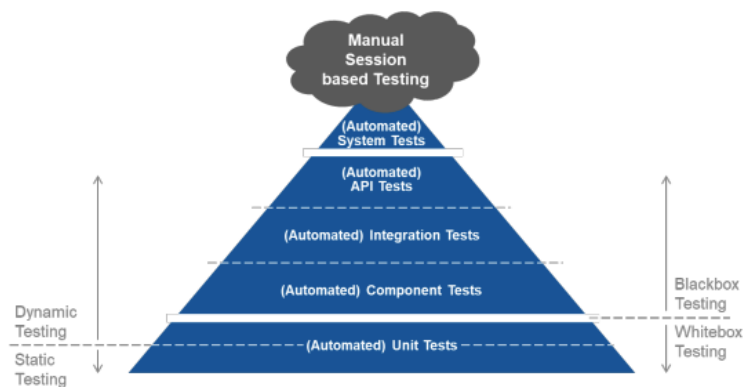 Manual
Session
based Testing
(Automated)
System Tests
(Automated)
API Tests
(Automated) Integration Tests
(Automated) Component Tests
(Automated) Unit Tests
Dynamic
Testing
Static
Testing
Blackbox
Testing
Whitebox
Testing